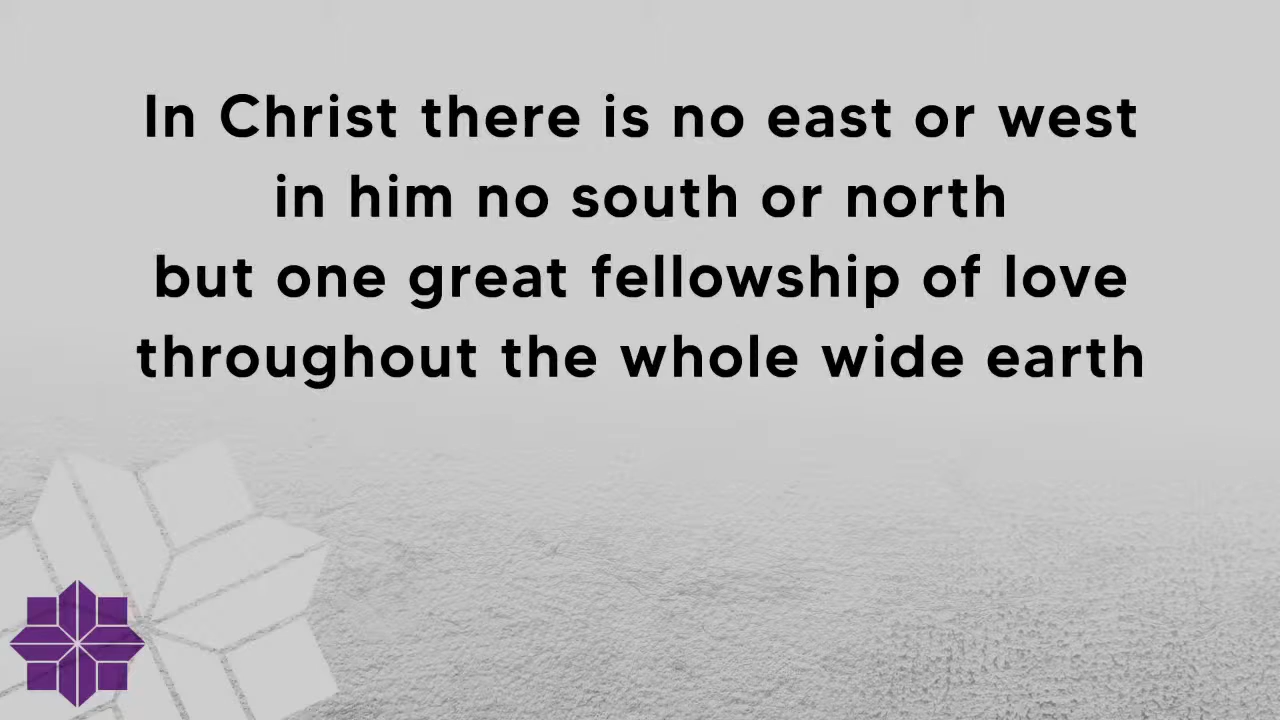 In Christ there is no east or west
in him no south or north
but one great fellowship of love
throughout the whole wide earth